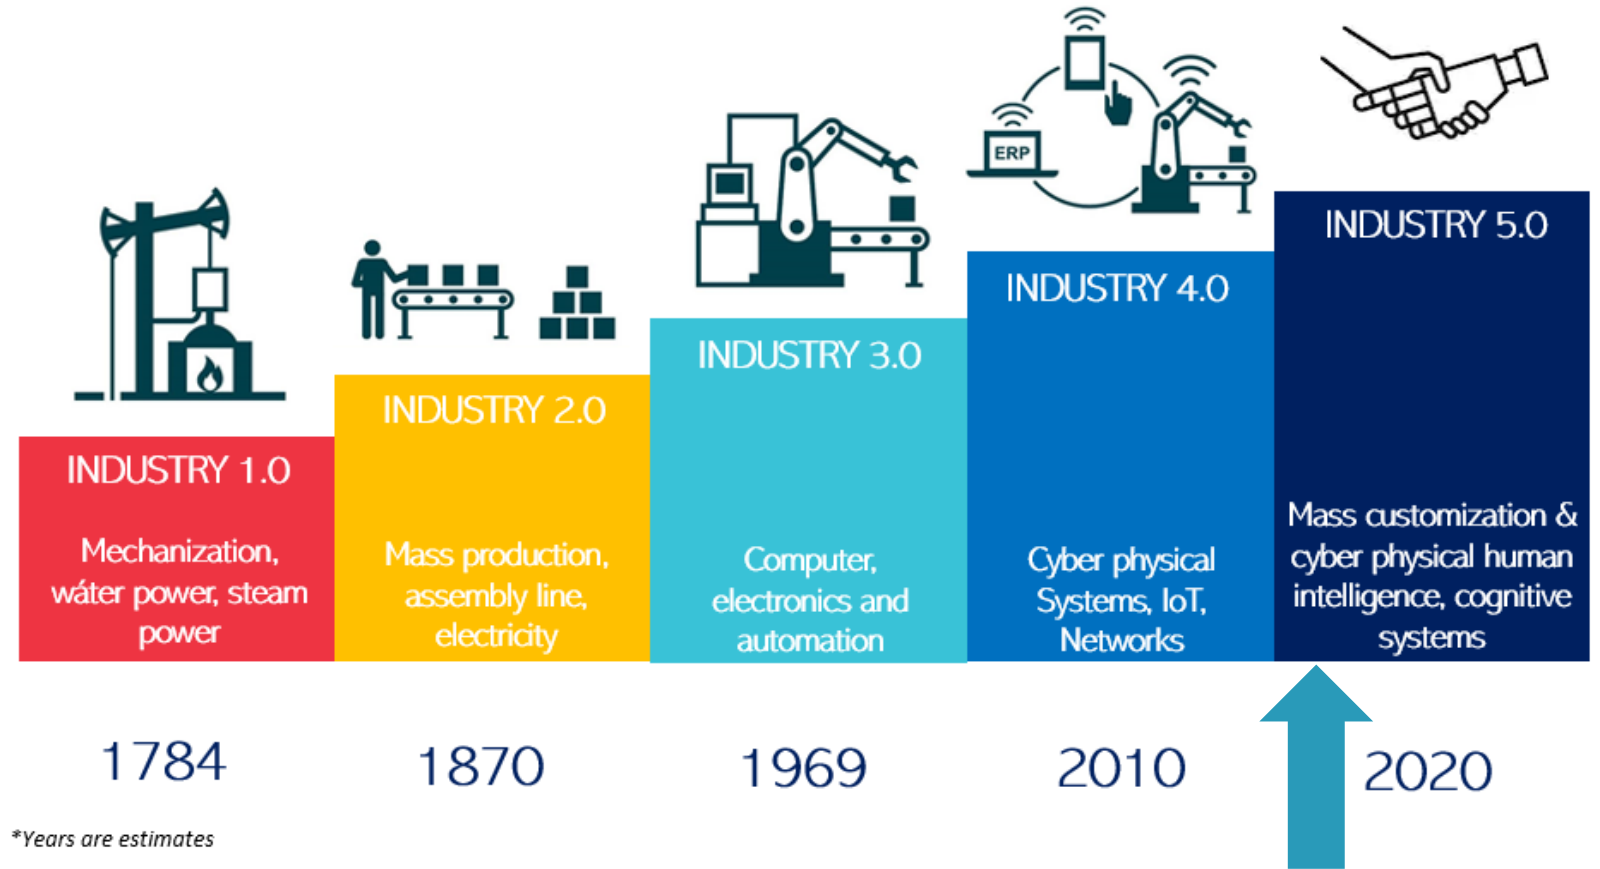 ERP
INDUSTRY 5.0
INDUSTRY 4.0
INDUSTRY 3.0
INDUSTRY 2.0
INDUSTRY 1.0
Mechanization,
wáter power, steam
power
Mass production,
assembly line,
electricity
Computer,
electronics and
automation
Cyber physical
Systems, IoT,
Networks
Mass customization &
cyber physical human
intelligence, cognitive
systems
1784
1870
1969
2010
2020
*Years are estimates